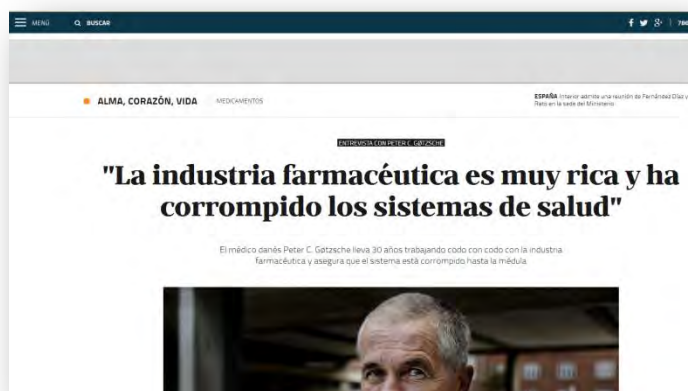 MENÚ BUSCAR
ALMA, CORAZÓN, VIDA MEDICAMENTOS
ESPAÑA Interior admite una reunión de Fernández Díaz y
Rato en la sede del Ministerio
ENTREVISTA CON PETER C. GØTZSCHE
"La industria farmacéutica es muy rica y ha
corrompido los sistemas de salud"
El médico danés Peter C. Gøtzsche lleva 30 años trabajando codo con codo con la industria
farmacéutica y asegura que el sistema está corrompido hasta la médula